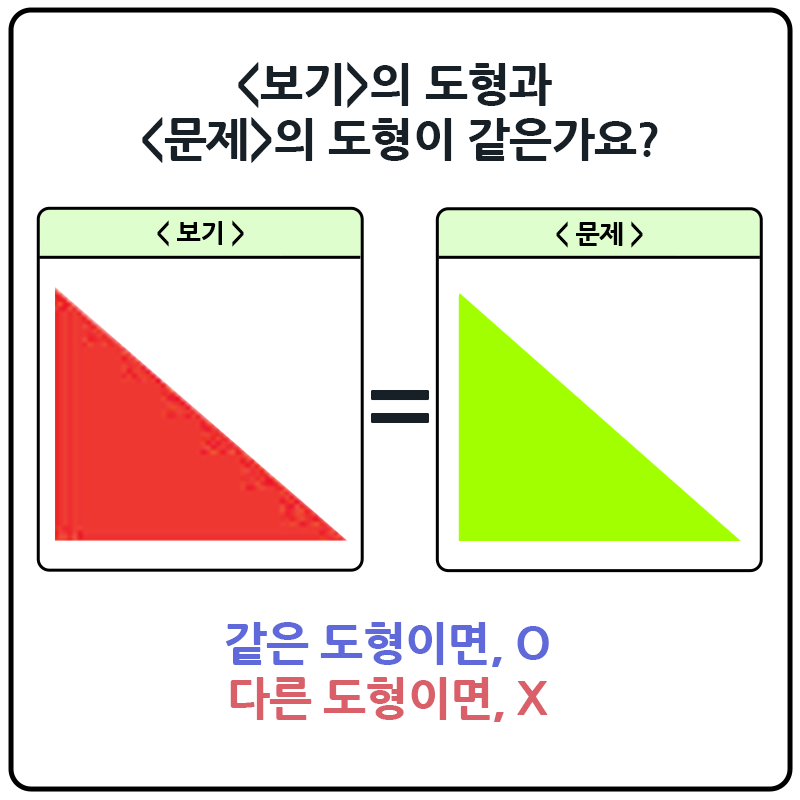 <보기>의 도형과
<문제>의 도형이 같은가요?
< 보기 >
< 문제 >
=
같은 도형이면, O
다른 도형이면, X